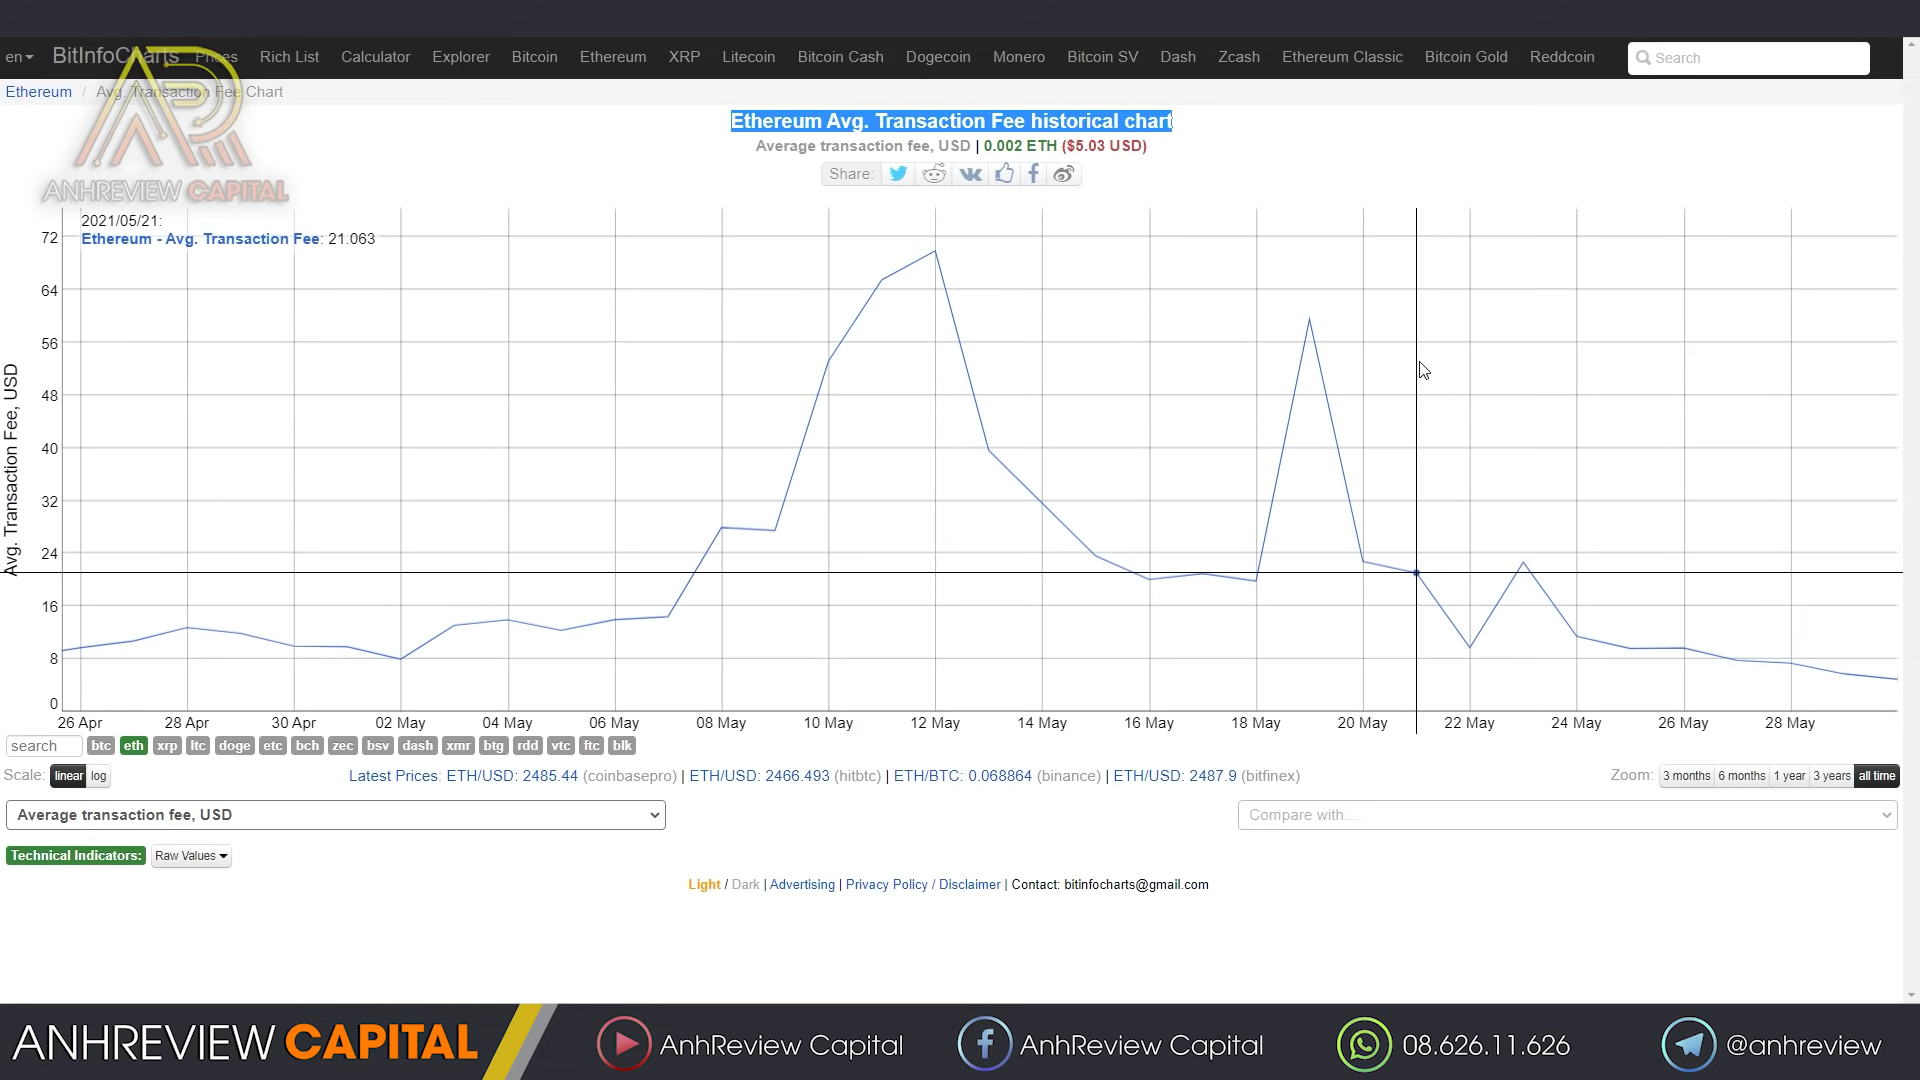 en BitInfoCharts Prices Rich List Calculator Explorer Bitcoin Ethereum XRP Litecoin Bitcoin Cash Dogecoin Monero Bitcoin SV Dash Zcash Ethereum Classic Bitcoin Gold Reddcoin Search
Ethereum / Avg. Transaction Fee Chart
ANHREVIEW CAPITAL
Ethereum Avg. Transaction Fee historical chart
Average transaction fee, USD | 0.002 ETH ($5.03 USD)
Share:
2021/05/21:
Ethereum - Avg. Transaction Fee: 21.063
72
64
56
48
40
32
24
16
8
0
Avg. Transaction Fee, USD
26 Apr 28 Apr 30 Apr 02 May 04 May 06 May 08 May 10 May 12 May 14 May 16 May 18 May 20 May 22 May 24 May 26 May 28 May
search btc eth xrp ltc doge etc bch zec bsv dash xmr btg rdd vtc ftc blk
Scale: linear log
Latest Prices: ETH/USD: 2485.44 (coinbasepro) | ETH/USD: 2466.493 (hitbtc) | ETH/BTC: 0.068864 (binance) | ETH/USD: 2487.9 (bitfinex)
Zoom: 3 months 6 months 1 year 3 years all time
Average transaction fee, USD
Compare with...
Technical Indicators: Raw Values
Light / Dark | Advertising | Privacy Policy / Disclaimer | Contact: bitinfocharts@gmail.com
ANHREVIEW CAPITAL AnhReview Capital AnhReview Capital 08.626.11.626 @anhreview